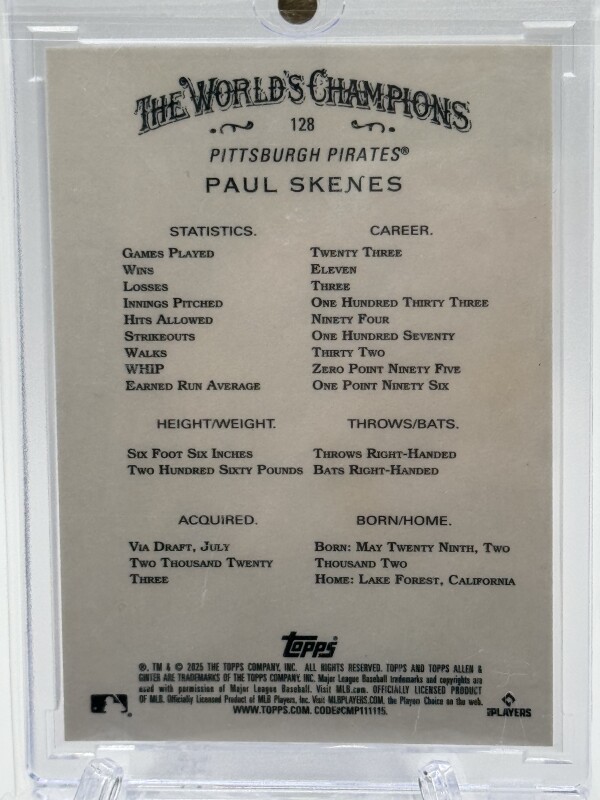 THE WORLD'S CHAMPIONS
128
PITTSBURGH PIRATES®
PAUL SKENES
STATISTICS. CAREER.
GAMES PLAYED TWENTY THREE
WINS ELEVEN
LOSSES THREE
INNINGS PITCHED ONE HUNDRED THIRTY THREE
HITS ALLOWED NINETY FOUR
STRIKEOUTS ONE HUNDRED SEVENTY
WALKS THIRTY TWO
WHIP ZERO POINT NINETY FIVE
EARNED RUN AVERAGE ONE POINT NINETY SIX
HEIGHT/WEIGHT. THROWS/BATS.
SIX FOOT SIX INCHES THROWS RIGHT-HANDED
TWO HUNDRED SIXTY POUNDS BATS RIGHT-HANDED
ACQUIRED. BORN/HOME.
VIA DRAFT, JULY BORN: MAY TWENTY NINTH, TWO
TWO THOUSAND TWENTY THOUSAND TWO
THREE HOME: LAKE FOREST, CALIFORNIA
topps®
®, TM & © 2025 THE TOPPS COMPANY, INC. ALL RIGHTS RESERVED. TOPPS AND TOPPS ALLEN &
GINTER ARE TRADEMARKS OF THE TOPPS COMPANY, INC. Major League Baseball trademarks and copyrights are
used with permission of Major League Baseball. Visit MLB.com. OFFICIALLY LICENSED PRODUCT
OF MLB. Officially Licensed Product of MLB Players, Inc. Visit MLBPLAYERS.COM, the Players Choice on the web.
WWW.TOPPS.COM. CODE#CMP111115.
MLB PLAYERS